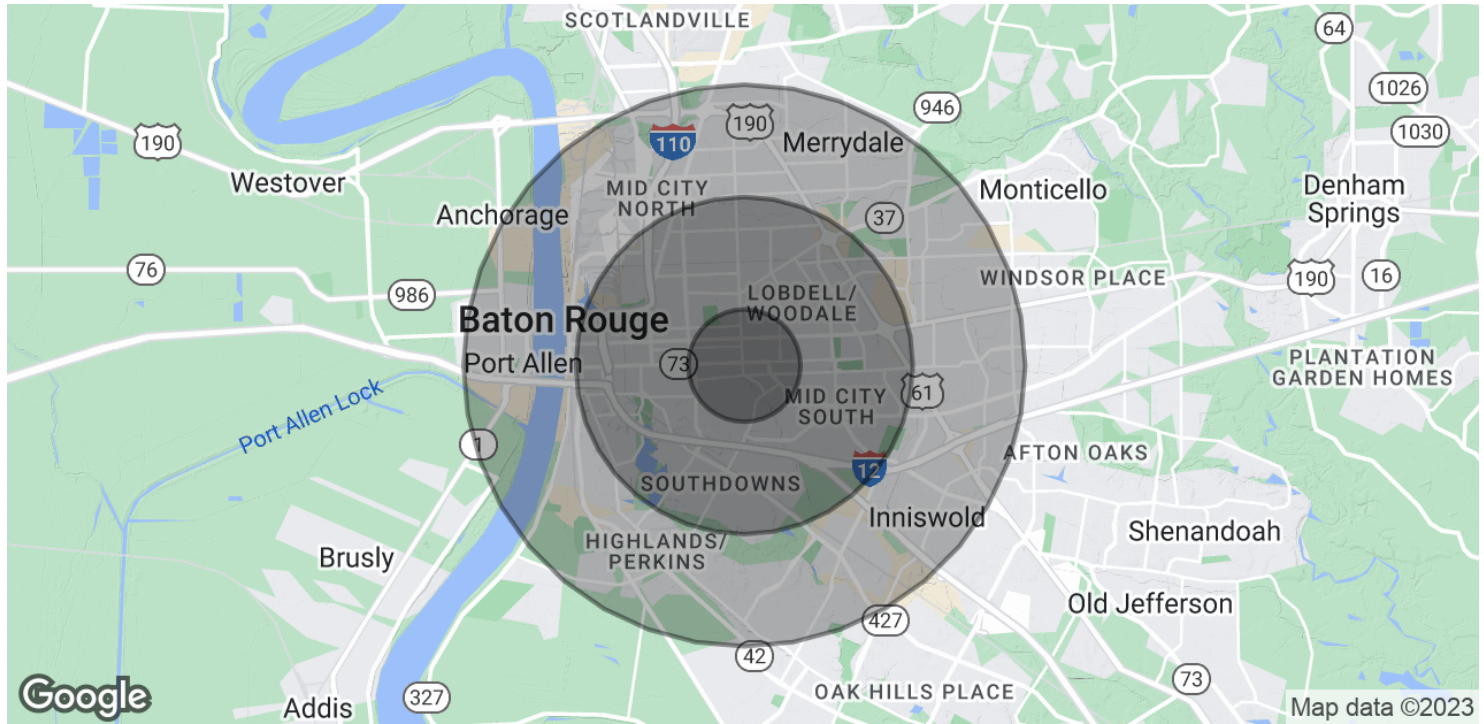 SCOTLANDVILLE
64
1026
946
190
110
190
Merrydale
1030
Westover
MID CITY
NORTH
Monticello
Denham
Springs
Anchorage
37
76
986
WINDSOR PLACE
190
16
LOBDELL/
WOODALE
Baton Rouge
Port Allen
73
PLANTATION
GARDEN HOMES
MID CITY
SOUTH
61
Port Allen Lock
1
AFTON OAKS
12
SOUTHDOWNS
Inniswold
Shenandoah
HIGHLANDS/
PERKINS
Brusly
Old Jefferson
427
42
73
OAK HILLS PLACE
327
Addis
Google
Map data ©2023